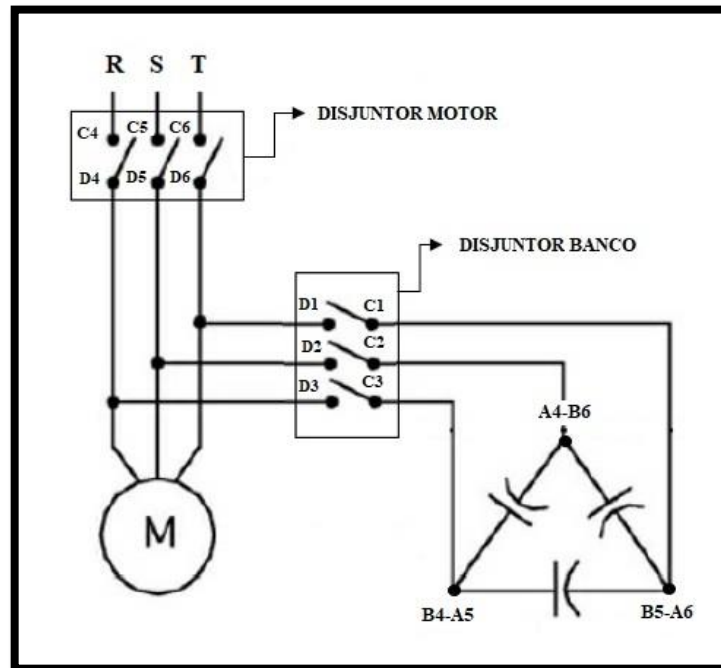 R S T
DISJUNTOR MOTOR
C4 C5 C6
D4 D5 D6
DISJUNTOR BANCO
D1 C1
D2 C2
D3 C3
A4-B6
M
B4-A5 B5-A6